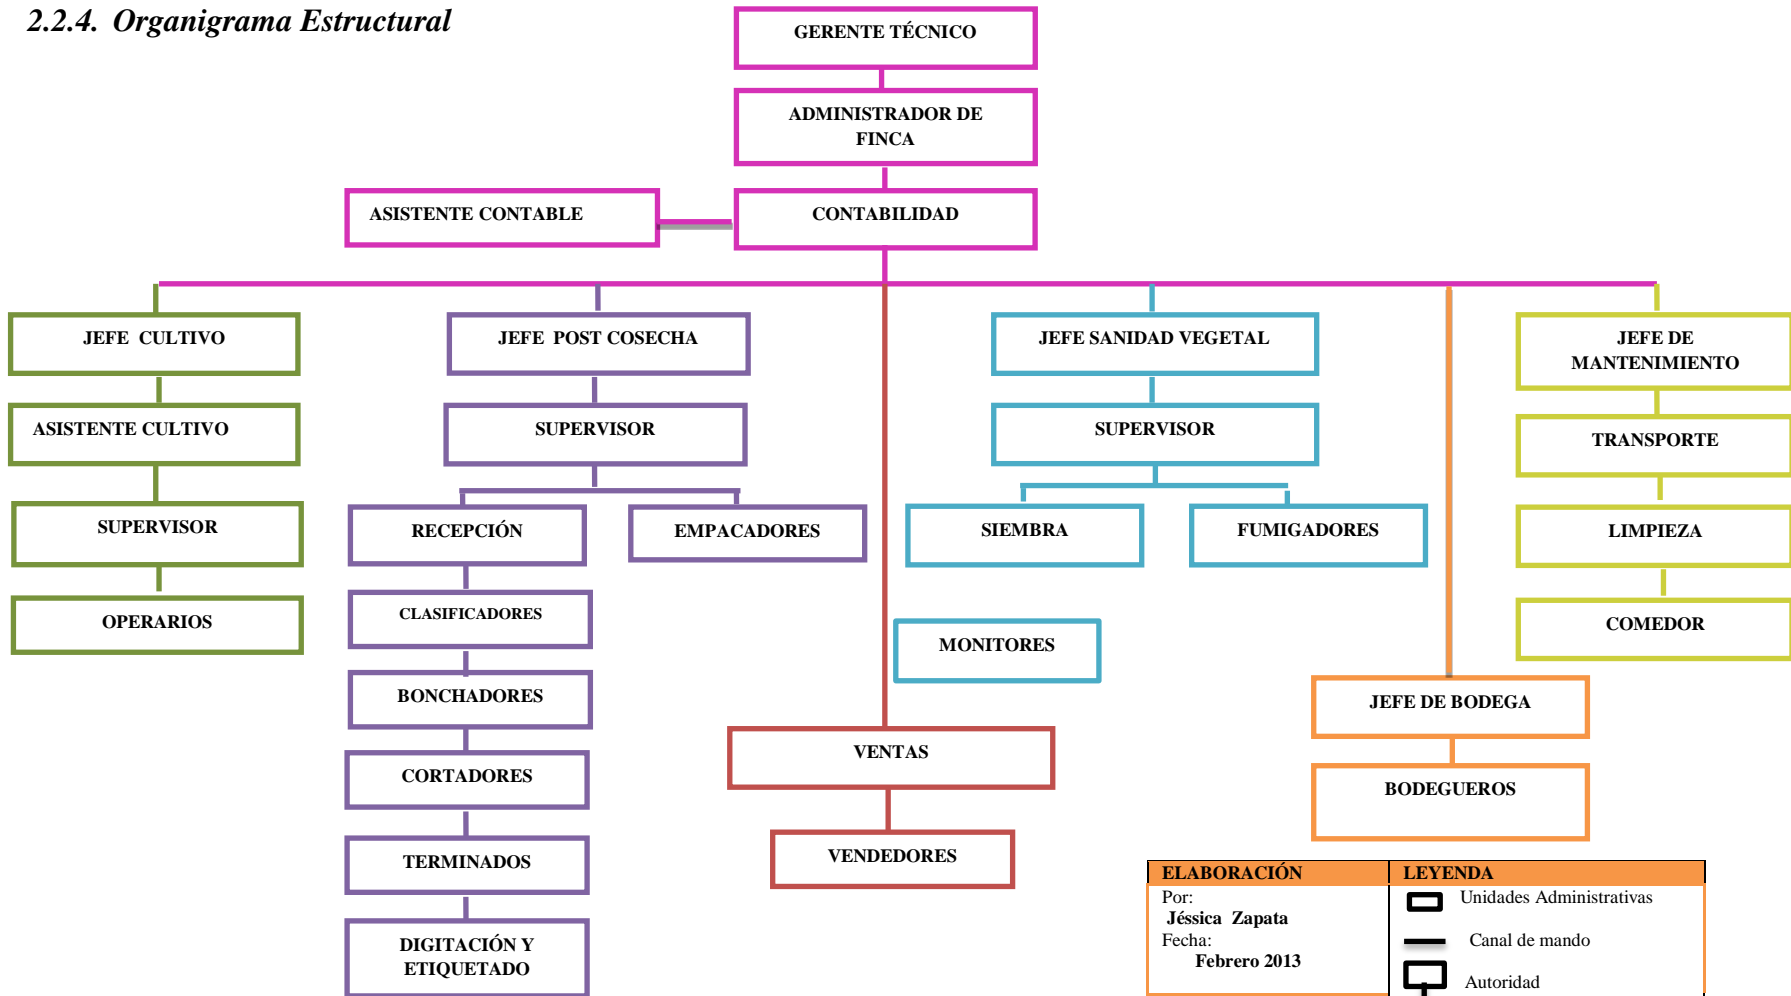 2.2.4. Organigrama Estructural
GERENTE TÉCNICO
ADMINISTRADOR DE
FINCA
ASISTENTE CONTABLE
CONTABILIDAD
JEFE CULTIVO
JEFE POST COSECHA
JEFE SANIDAD VEGETAL
JEFE DE
MANTENIMIENTO
ASISTENTE CULTIVO
SUPERVISOR
SUPERVISOR
TRANSPORTE
SUPERVISOR
RECEPCIÓN
EMPACADORES
SIEMBRA
FUMIGADORES
LIMPIEZA
OPERARIOS
CLASIFICADORES
MONITORES
COMEDOR
BONCHADORES
JEFE DE BODEGA
VENTAS
CORTADORES
BODEGUEROS
TERMINADOS
VENDEDORES
DIGITACIÓN Y
ETIQUETADO
ELABORACIÓN
Por:
Jéssica Zapata
Fecha:
Febrero 2013
LEYENDA
Unidades Administrativas
Canal de mando
Autoridad